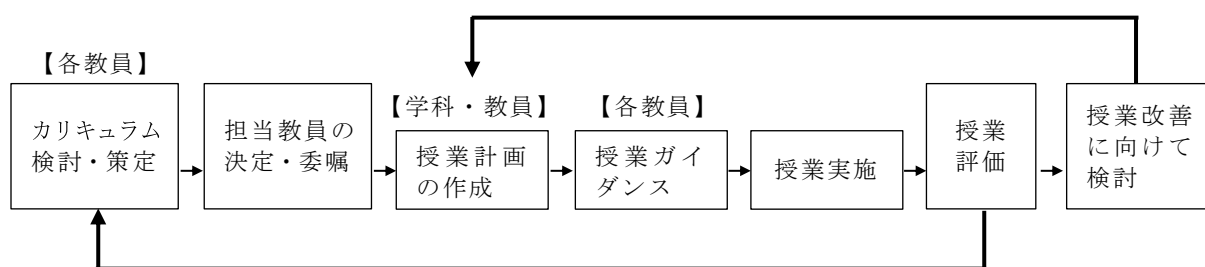 【各教員】
カリキュラム
検討・策定
担当教員の
決定・委嘱
【学科・教員】
授業計画
の作成
【各教員】
授業ガイ
ダンス
授業実施
授業
評価
授業改善
に向けて
検討